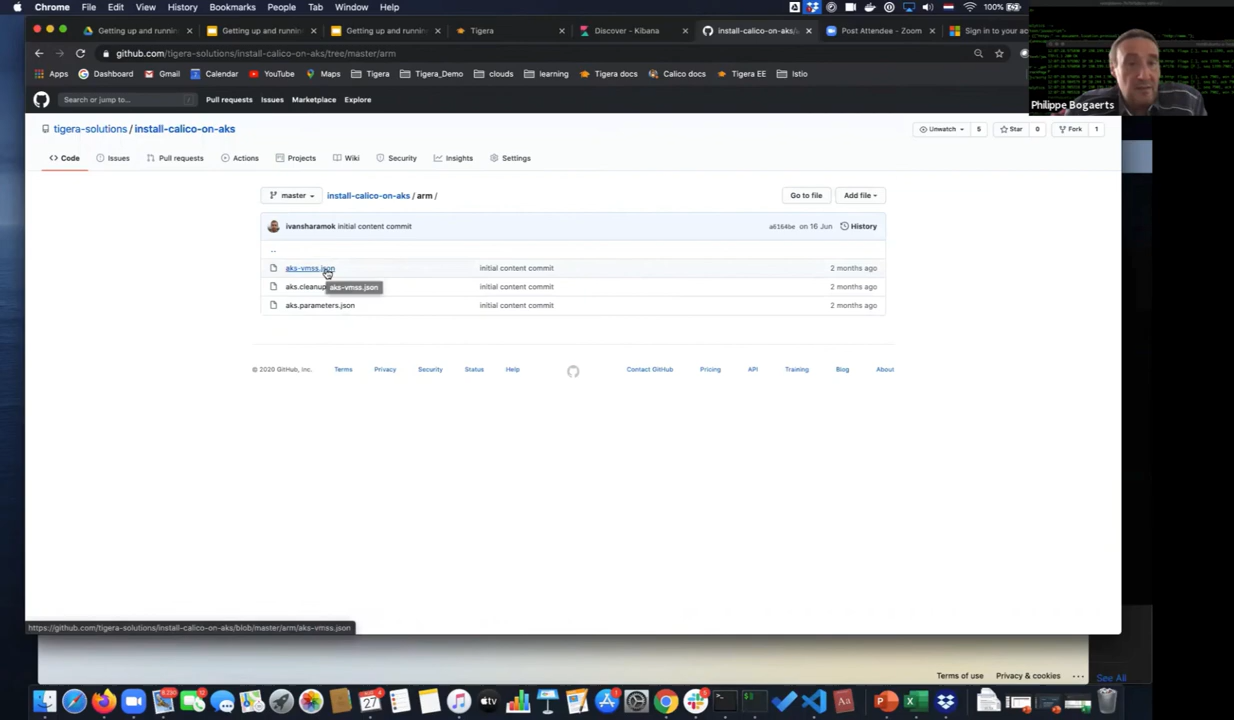 Chrome File Edit View History Bookmarks People Tab Window Help
100%
Getting up and runnin
Getting up and runnin
Getting up and runnin
Tigera
Discover - Kibana
install-calico-on-aks/
Post Attendee - Zoom
Sign in to your ac
github.com/tigera-solutions/install-calico-on-aks/tree/master/arm
Apps Dashboard Gmail Calendar YouTube Maps Tigera Tigera_Demo clouds learning Tigera docs Calico docs Tigera EE Istio
Philippe Bogaerts
Search or jump to... / Pull requests Issues Marketplace Explore
tigera-solutions / install-calico-on-aks
Unwatch 5 Star 0 Fork 1
Code Issues Pull requests Actions Projects Wiki Security Insights Settings
master install-calico-on-aks / arm / Go to file Add file
ivansharamok initial content commit a6164be on 16 Jun History
..
aks-vmss.json initial content commit 2 months ago
aks.cleanup initial content commit 2 months ago
aks-vmss.json
aks.parameters.json initial content commit 2 months ago
© 2020 GitHub, Inc. Terms Privacy Security Status Help Contact GitHub Pricing API Training Blog About
https://github.com/tigera-solutions/install-calico-on-aks/blob/master/arm/aks-vmss.json
Terms of use Privacy & cookies ...
See All